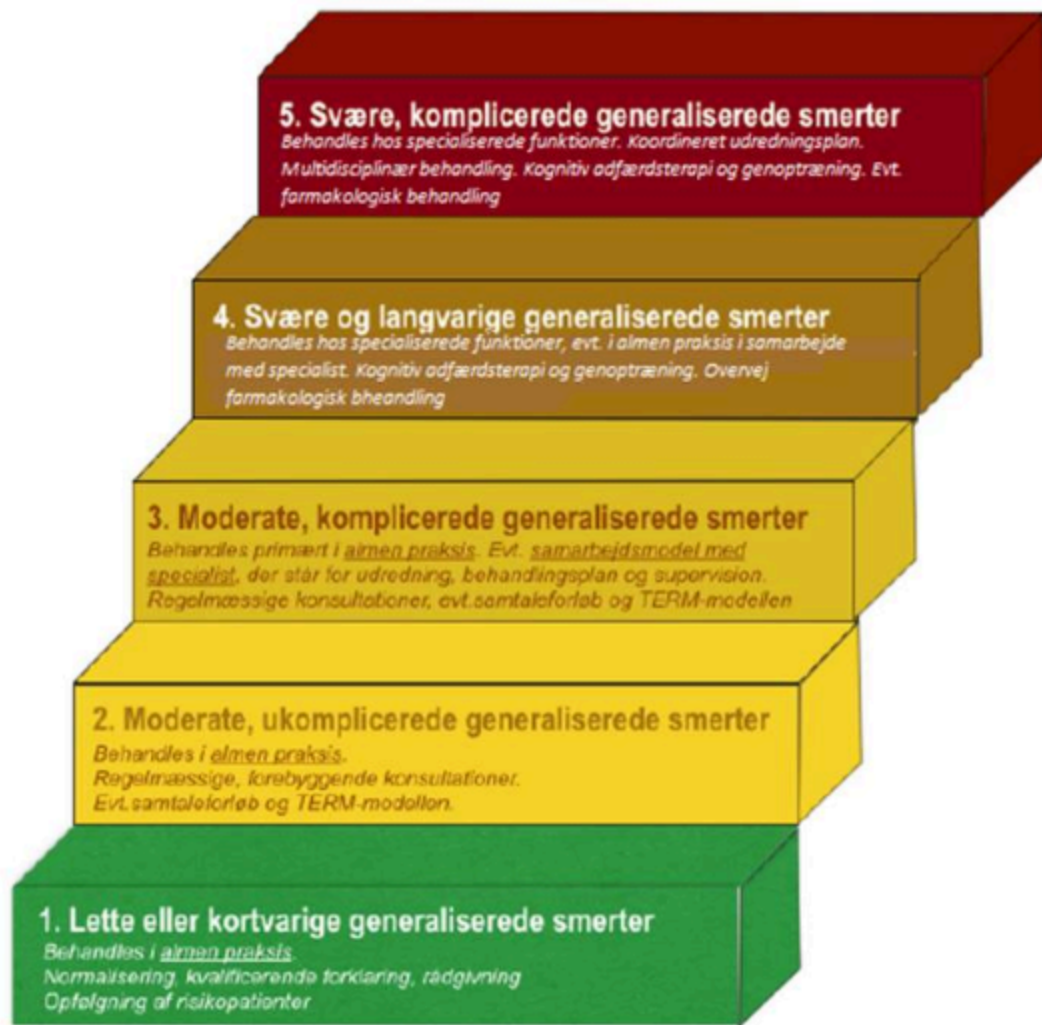 5. Svære, komplicerede generaliserede smerter
Behandles hos specialiserede funktioner. Koordineret udredningsplan.
Multidisciplinær behandling. Kognitiv adfærdsterapi og genoptræning. Evt.
farmakologisk behandling
4. Svære og langvarige generaliserede smerter
Behandles hos specialiserede funktioner, evt. i almen praksis i samarbejde
med specialist. Kognitiv adfærdsterapi og genoptræning. Overvej
farmakologisk bheandling
3. Moderate, komplicerede generaliserede smerter
Behandles primært i almen praksis. Evt. samarbejdsmodel med
specialist, der står for udredning, behandlingsplan og supervision.
Regelmæssige konsultationer, evt.samtaleforløb og TERM-modellen
2. Moderate, ukomplicerede generaliserede smerter
Behandles i almen praksis.
Regelmæssige, forebyggende konsultationer.
Evt.samtaleforløb og TERM-modellen.
1. Lette eller kortvarige generaliserede smerter
Behandles i almen praksis.
Normalisering, kvalificerende forklaring, rådgivning
Opfølgning af risikopatienter